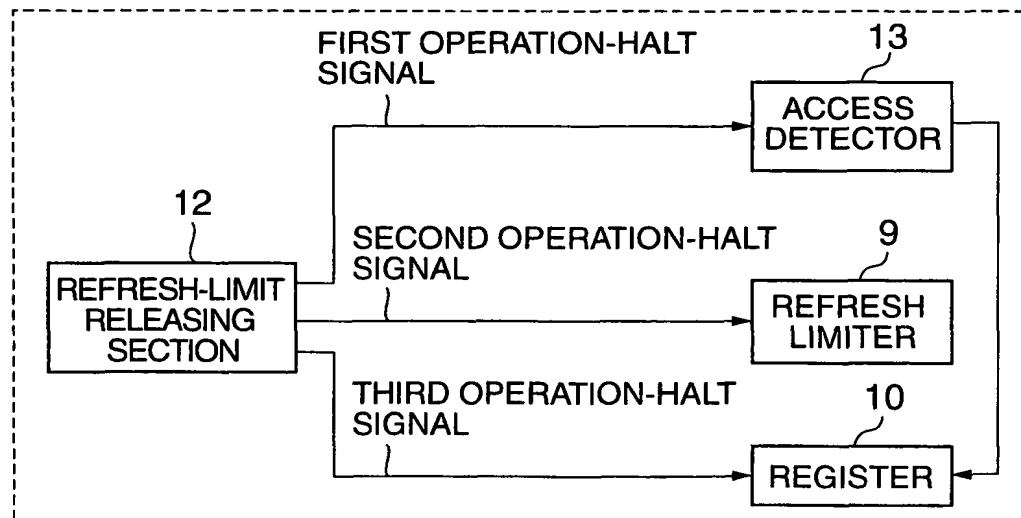 FIRST OPERATION-HALT
SIGNAL
13
ACCESS
DETECTOR
12
REFRESH-LIMIT
RELEASING
SECTION
SECOND OPERATION-HALT
SIGNAL
9
REFRESH
LIMITER
THIRD OPERATION-HALT
SIGNAL
10
REGISTER